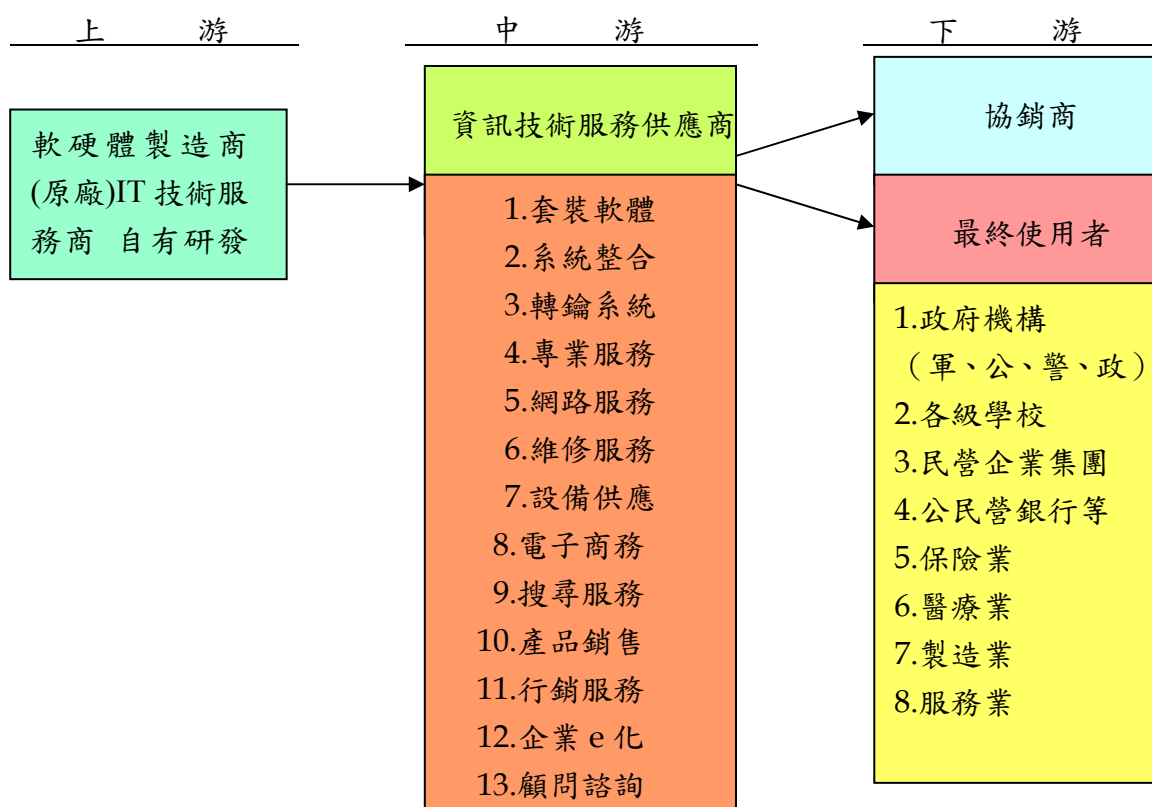 上 游
中 游
下 游
軟硬體製造商
(原廠)IT 技術服
務商 自有研發
資訊技術服務供應商
1.套裝軟體
2.系統整合
3.轉鑰系統
4.專業服務
5.網路服務
6.維修服務
7.設備供應
8.電子商務
9.搜尋服務
10.產品銷售
11.行銷服務
12.企業 e 化
13.顧問諮詢
協銷商
最終使用者
1.政府機構
（軍、公、警、政）
2.各級學校
3.民營企業集團
4.公民營銀行等
5.保險業
6.醫療業
7.製造業
8.服務業